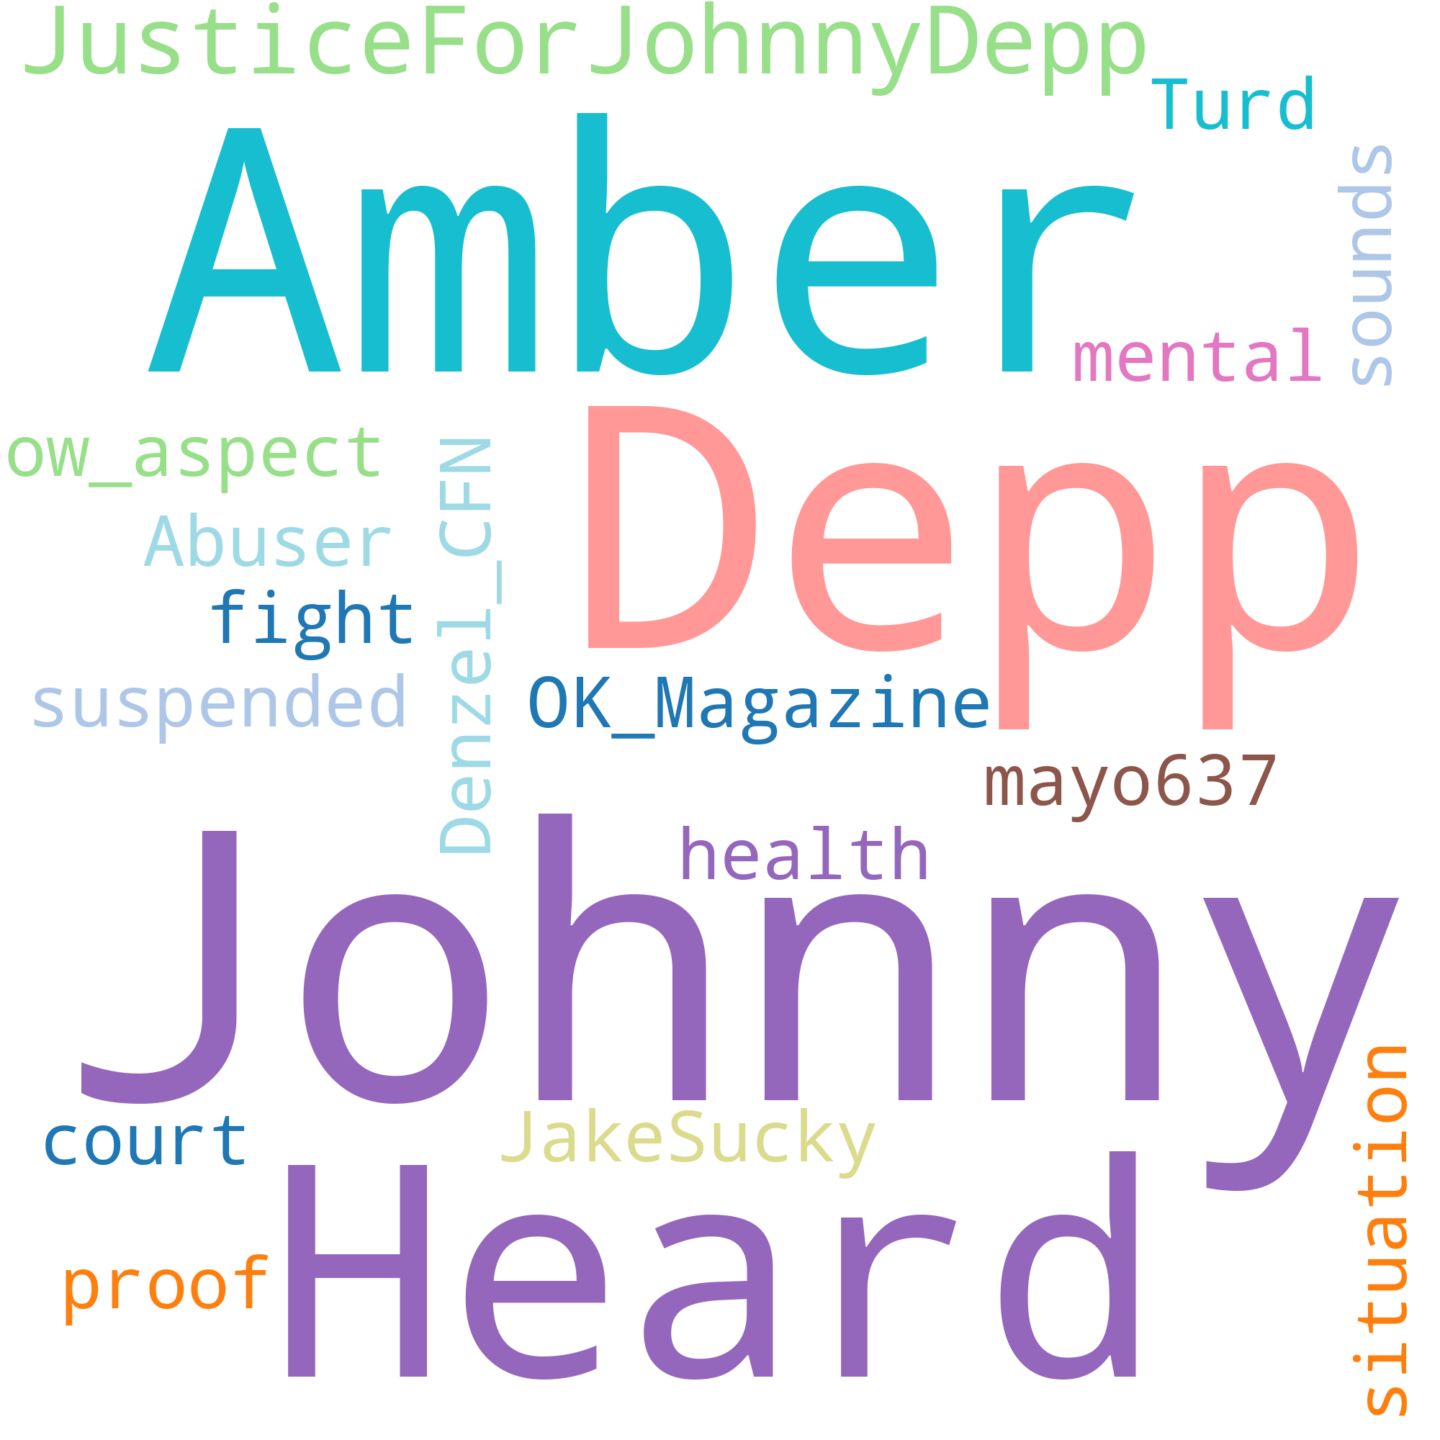 JusticeForJohnnyDepp
Turd
Amber
sounds
mental
Depp
ow_aspect
Denzel_CFN
Abuser
fight
suspended
OK_Magazine
mayo637
Johnny
health
situation
court
JakeSucky
Heard
proof